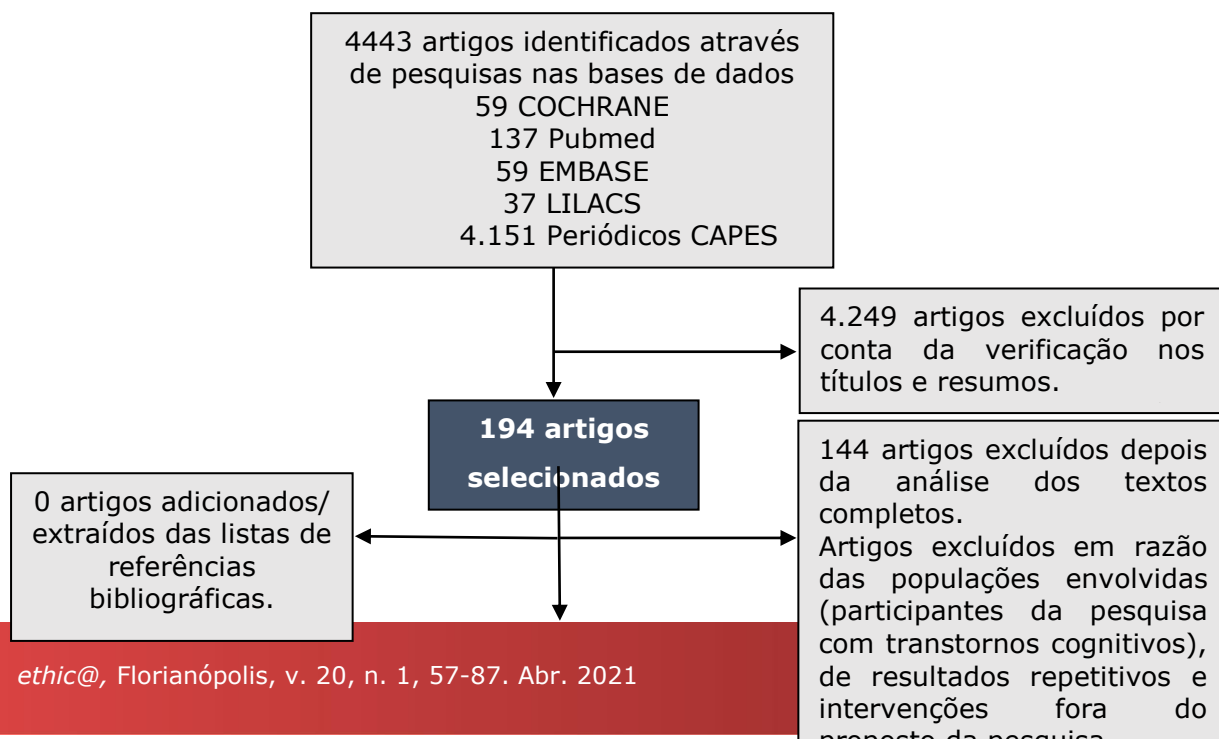 4443 artigos identificados através
de pesquisas nas bases de dados
59 COCHRANE
137 Pubmed
59 EMBASE
37 LILACS
4.151 Periódicos CAPES
4.249 artigos excluídos por
conta da verificação nos
títulos e resumos.
194 artigos
selecionados
0 artigos adicionados/
extraídos das listas de
referências
bibliográficas.
144 artigos excluídos depois
da análise dos textos
completos.
Artigos excluídos em razão
das populações envolvidas
(participantes da pesquisa
com transtornos cognitivos),
de resultados repetitivos e
intervenções fora do
proposto da pesquisa
ethic@, Florianópolis, v. 20, n. 1, 57-87. Abr. 2021